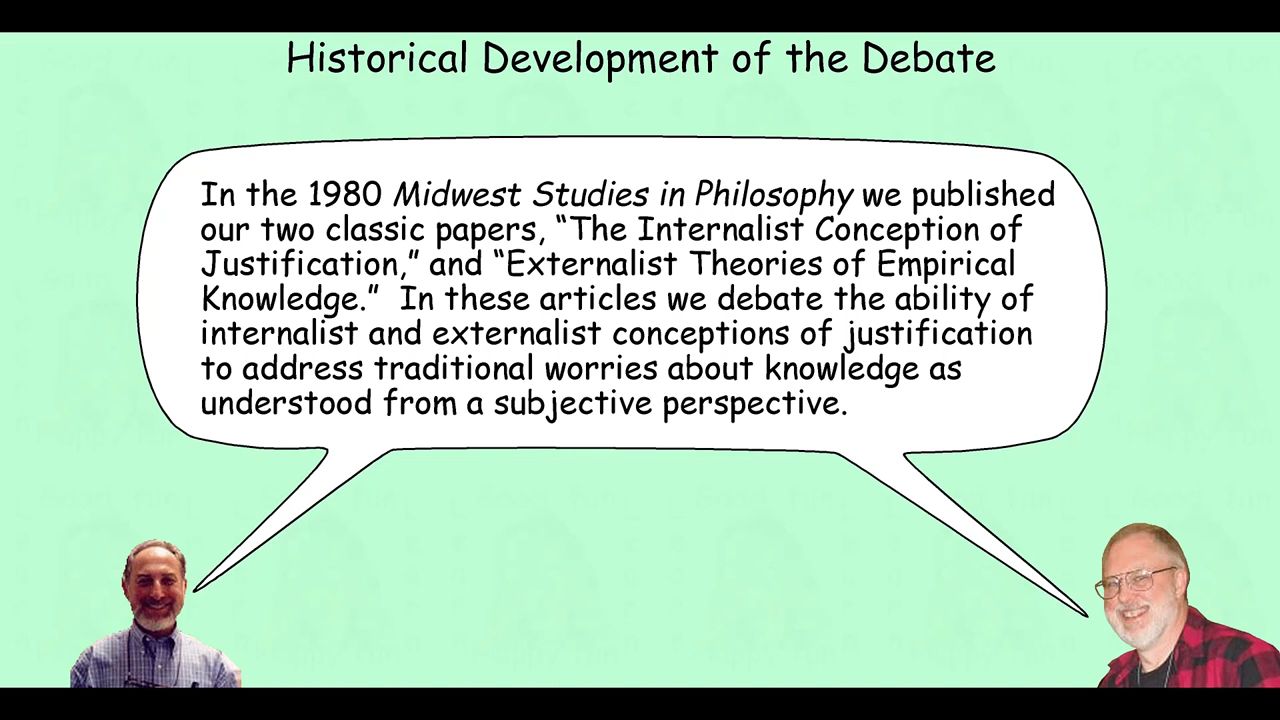 Historical Development of the Debate
In the 1980 Midwest Studies in Philosophy we published
our two classic papers, “The Internalist Conception of
Justification,” and “Externalist Theories of Empirical
Knowledge.”  In these articles we debate the ability of
internalist and externalist conceptions of justification
to address traditional worries about knowledge as
understood from a subjective perspective.